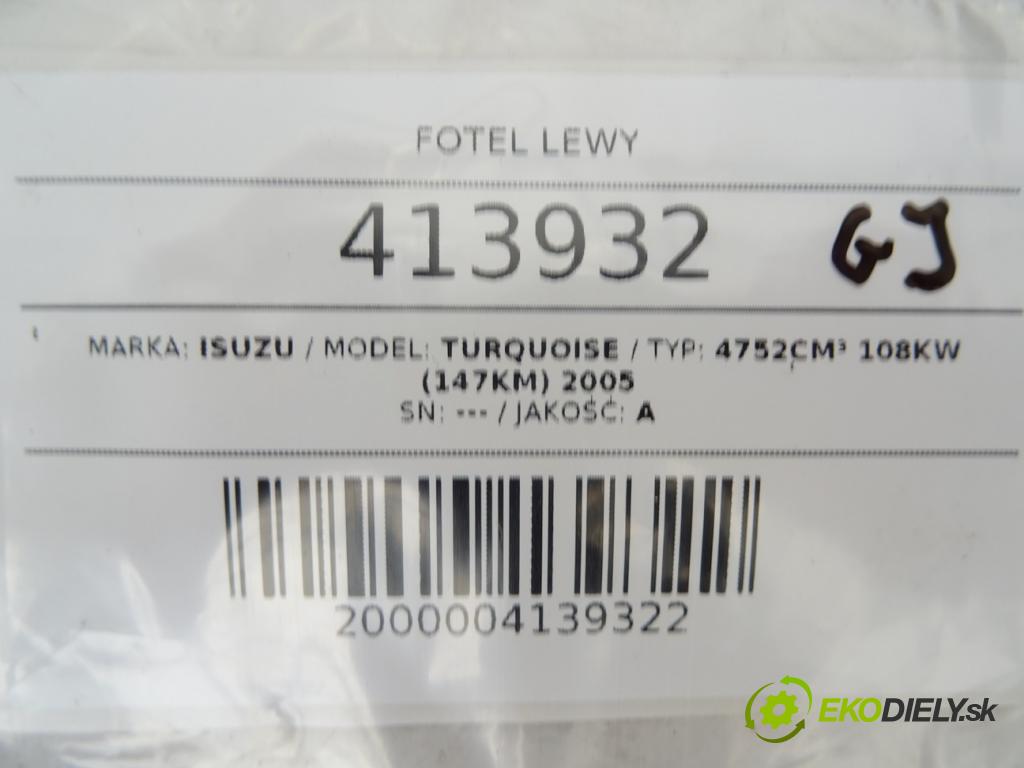 FOTEL LEWY
413932 GJ
MARKA: ISUZU / MODEL: TURQUOISE / TYP: 4752CM³ 108KW
(147KM) 2005
SN: --- / JAKOŚĆ: A
2000004139322
EKODIELY.sk